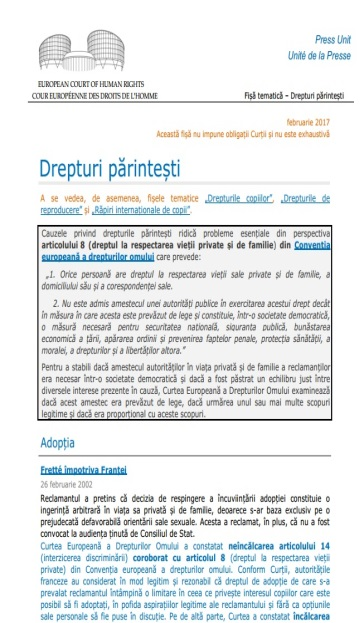 Press Unit
Unité de la Presse
EUROPEAN COURT OF HUMAN RIGHTS
COUR EUROPÉENNE DES DROITS DE L'HOMME
Fișă tematică – Drepturi părintești
februarie 2017
Această fișă nu impune obligații Curții și nu este exhaustivă
Drepturi părintești
A se vedea, de asemenea, fișele tematice „Drepturile copiilor”, „Drepturile de
reproducere” și „Răpiri internaționale de copii”.
Cauzele privind drepturile părintești ridică probleme esențiale din perspectiva
articolului 8 (dreptul la respectarea vieții private și de familie) din Convenția
europeană a drepturilor omului care prevede:
„1. Orice persoană are dreptul la respectarea vieții sale private și de familie, a
domiciliului său și a corespondenței sale.
2. Nu este admis amestecul unei autorități publice în exercitarea acestui drept decât
în măsura în care acesta este prevăzut de lege și constituie, într-o societate democratică,
o măsură necesară pentru securitatea națională, siguranța publică, bunăstarea
economică a țării, apărarea ordinii și prevenirea faptelor penale, protecția sănătății, a
moralei, a drepturilor și a libertăților altora.”
Pentru a stabili dacă amestecul autorităților în viața privată și de familie a reclamanților
era necesar într-o societate democratică și dacă a fost păstrat un echilibru just între
diversele interese prezente în cauză, Curtea Europeană a Drepturilor Omului examinează
dacă acest amestec era prevăzut de lege, dacă urmărea unul sau mai multe scopuri
legitime și dacă era proporțional cu aceste scopuri.
Adopția
Fretté împotriva Franței
26 februarie 2002
Reclamantul a pretins că decizia de respingere a încuviințării adopției constituie o
ingerință arbitrară în viața sa privată și de familie, deoarece s-ar baza exclusiv pe o
prejudecată defavorabilă orientării sale sexuale. Acesta a reclamat, în plus, că nu a fost
convocat la audiența ținută de Consiliul de Stat.
Curtea Europeană a Drepturilor Omului a constatat neîncălcarea articolului 14
(interzicerea discriminării) coroborat cu articolul 8 (dreptul la respectarea vieții
private) din Convenția europeană a drepturilor omului. Conform Curții, autoritățile
franceze au considerat în mod legitim și rezonabil că dreptul de adopție de care s-a
prevalat reclamantul întâmpină o limitare în ceea ce privește interesul copiilor care este
posibil să fi adoptați, în pofida aspirațiilor legitime ale reclamantului și fără ca opțiunile
sale personale să fie puse în discuție. Pe de altă parte, Curtea a constatat încălcarea